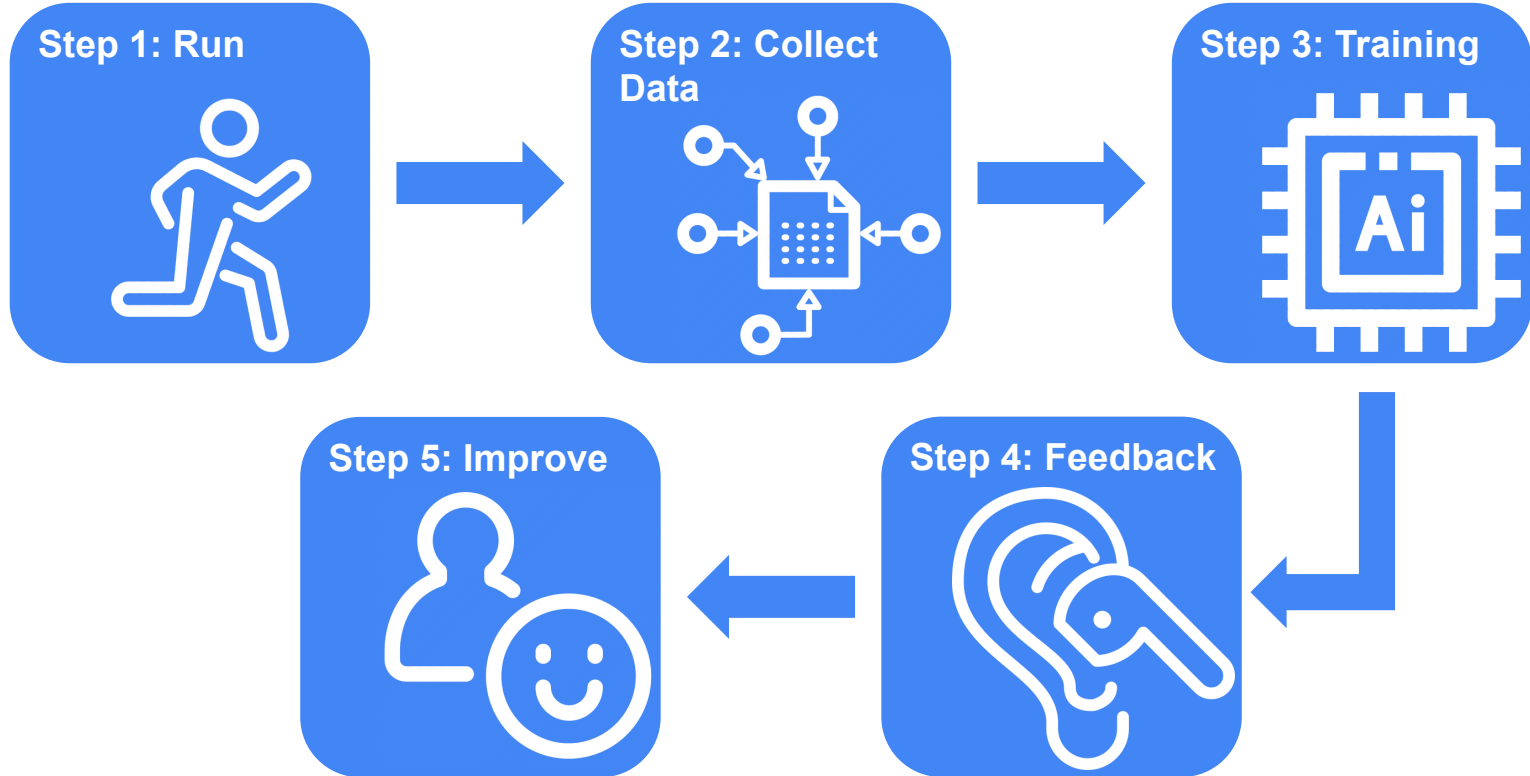 Step 1: Run
Step 2: Collect
Data
Step 3: Training
Ai
Step 4: Feedback
Step 5: Improve